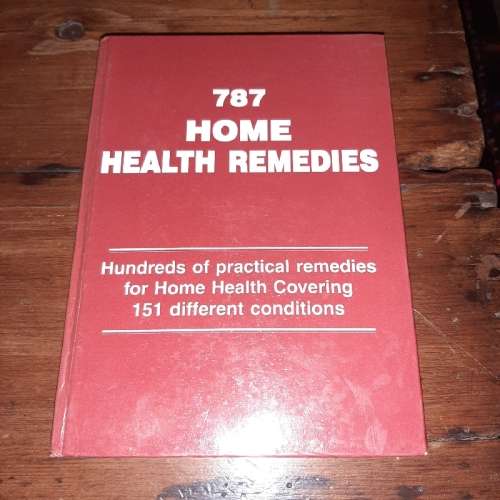 787
HOME
HEALTH REMEDIES
Hundreds of practical remedies
for Home Health Covering
151 different conditions